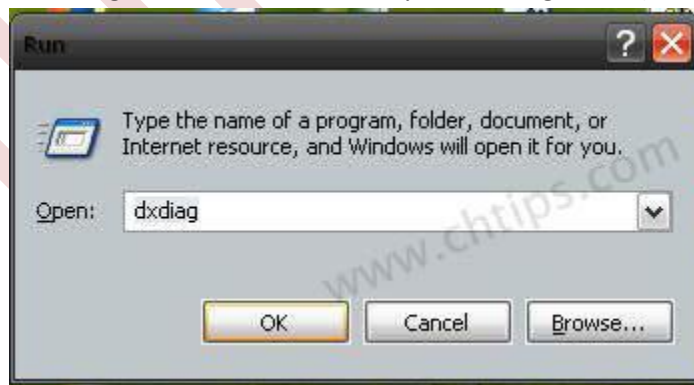 Run
Type the name of a program, folder, document, or
Internet resource, and Windows will open it for you.
Open:
dxdiag
www.chtips.com
OK
Cancel
Browse...